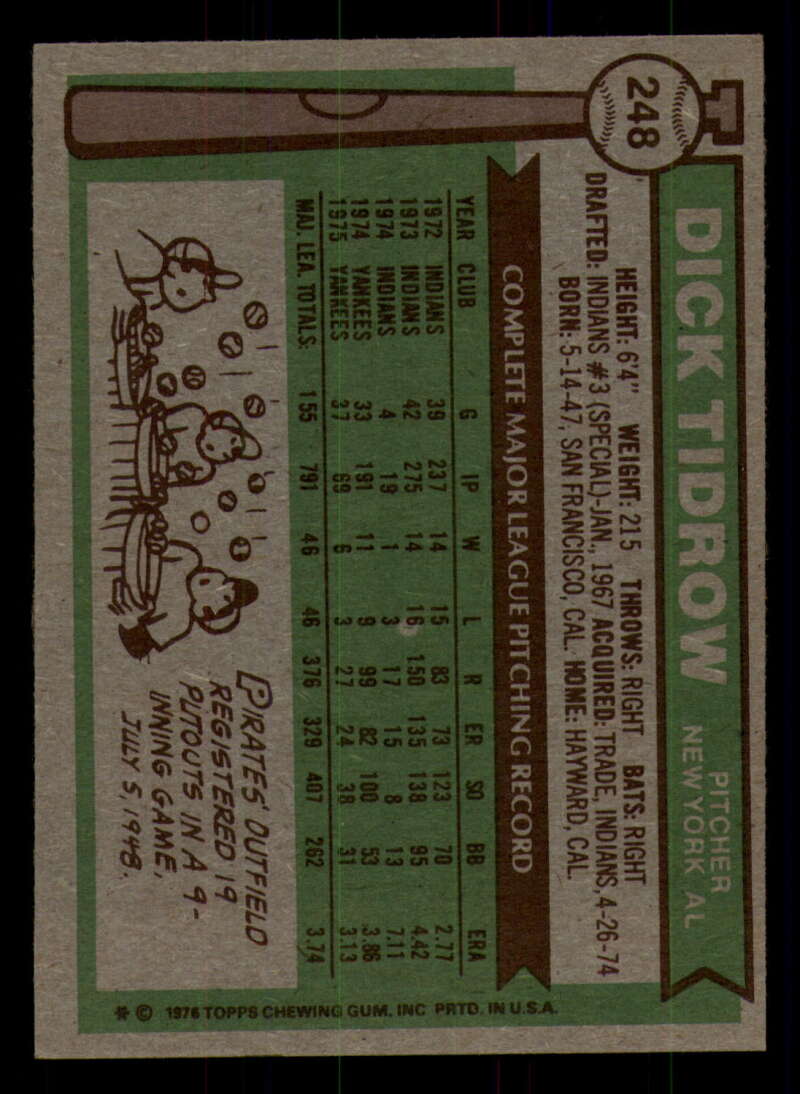 248
DICK TIDROW
PITCHER
NEW YORK AL
HEIGHT: 6'4" WEIGHT: 215 THROWS: RIGHT BATS: RIGHT
DRAFTED: INDIANS #3 (SPECIAL)-JAN., 1967 ACQUIRED: TRADE, INDIANS, 4-26-74
BORN: 5-14-47, SAN FRANCISCO, CAL. HOME: HAYWARD, CAL.
COMPLETE MAJOR LEAGUE PITCHING RECORD
YEAR CLUB G IP W L R ER SO BB ERA
1972 INDIANS 39 237 14 15 83 73 123 70 2.77
1973 INDIANS 42 275 14 16 150 135 138 95 4.42
1974 INDIANS 4 19 1 3 17 15 8 13 7.11
1974 YANKEES 33 191 11 9 99 82 100 53 3.86
1975 YANKEES 37 69 6 3 27 24 38 31 3.13
MAJ. LEA. TOTALS: 155 791 46 46 376 329 407 262 3.74
PIRATES' OUTFIELD
REGISTERED 19
PUTOUTS IN A 9-
INNING GAME,
JULY 5, 1948.
* © 1976 TOPPS CHEWING GUM, INC PRTD. IN U.S.A.